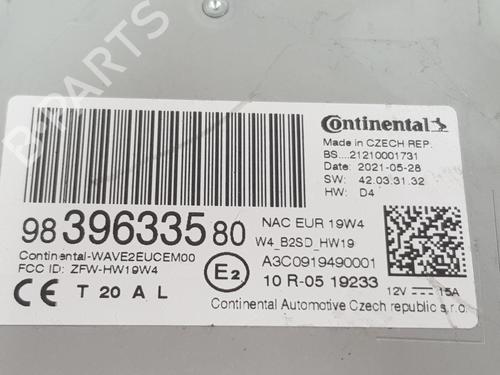 Continental
Made in CZECH REP.
BS....21210001731
Date: 2021-05-28
SW: 42.03.31.32
HW: D4
98 396335 80
NAC EUR 19W4
W4_B2SD_HW19
Continental-WAVE2EUCEM00
FCC ID: ZFW-HW19W4
E2
A3C0919490001
CE T 20 A L
10 R-05 19233
12V 15A
Continental Automotive Czech republic s.r.o.
B-PARTS